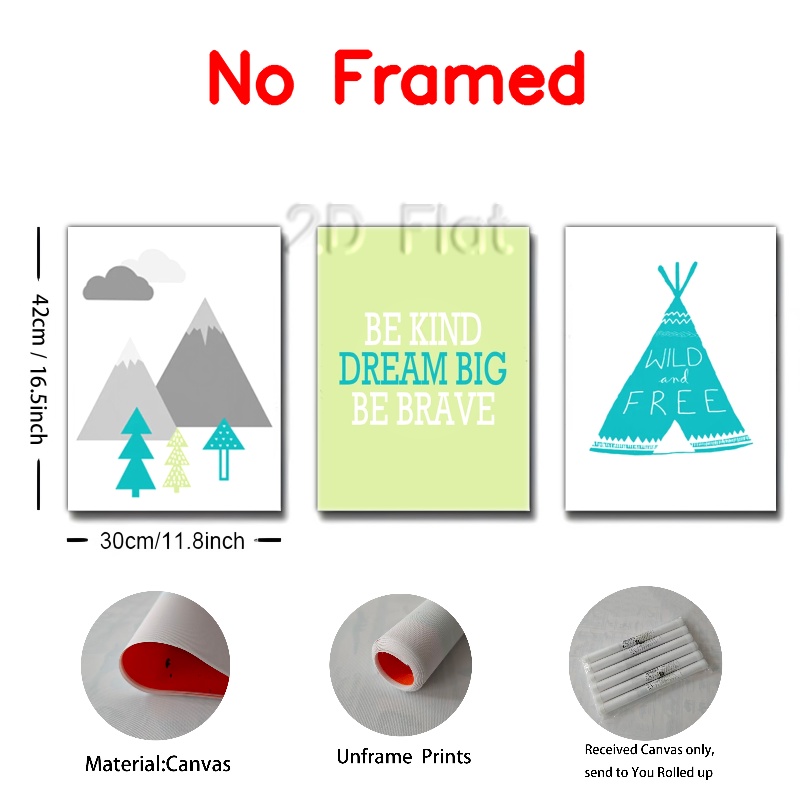 No Framed
2D Flat
42cm / 16.5inch
BE KIND
DREAM BIG
BE BRAVE
WILD
and
FREE
30cm/11.8inch
Material:Canvas
Unframe Prints
Received Canvas only,
send to You Rolled up